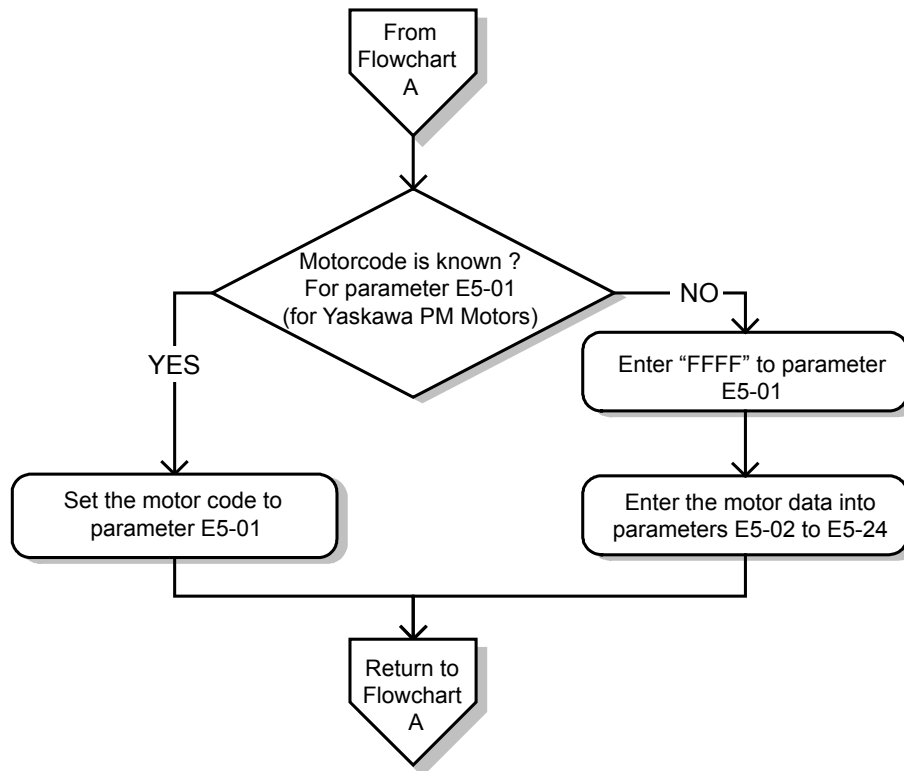 From
Flowchart
A
Motorcode is known ?
For parameter E5-01
(for Yaskawa PM Motors)
YES
NO
Enter “FFFF” to parameter
E5-01
Set the motor code to
parameter E5-01
Enter the motor data into
parameters E5-02 to E5-24
Return to
Flowchart
A